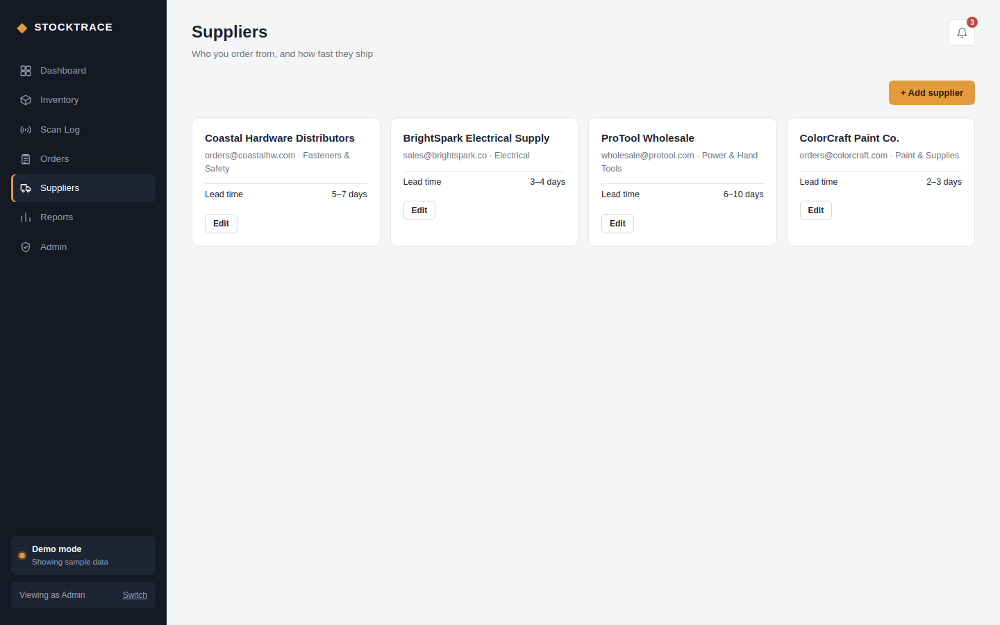 STOCKTRACE
Dashboard
Inventory
Scan Log
Orders
Suppliers
Reports
Admin
Demo mode
Showing sample data
Viewing as Admin Switch
Suppliers
Who you order from, and how fast they ship
3
+ Add supplier
Coastal Hardware Distributors
orders@coastalhw.com · Fasteners &
Safety
Lead time 5–7 days
Edit
BrightSpark Electrical Supply
sales@brightspark.co · Electrical
Lead time 3–4 days
Edit
ProTool Wholesale
wholesale@protool.com · Power & Hand
Tools
Lead time 6–10 days
Edit
ColorCraft Paint Co.
orders@colorcraft.com · Paint & Supplies
Lead time 2–3 days
Edit